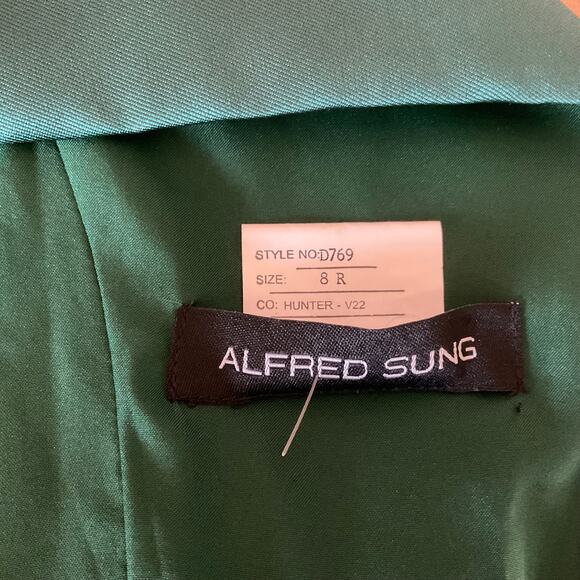 STYLE NO:D769
SIZE: 8 R
CO: HUNTER - V22
ALFRED SUNG